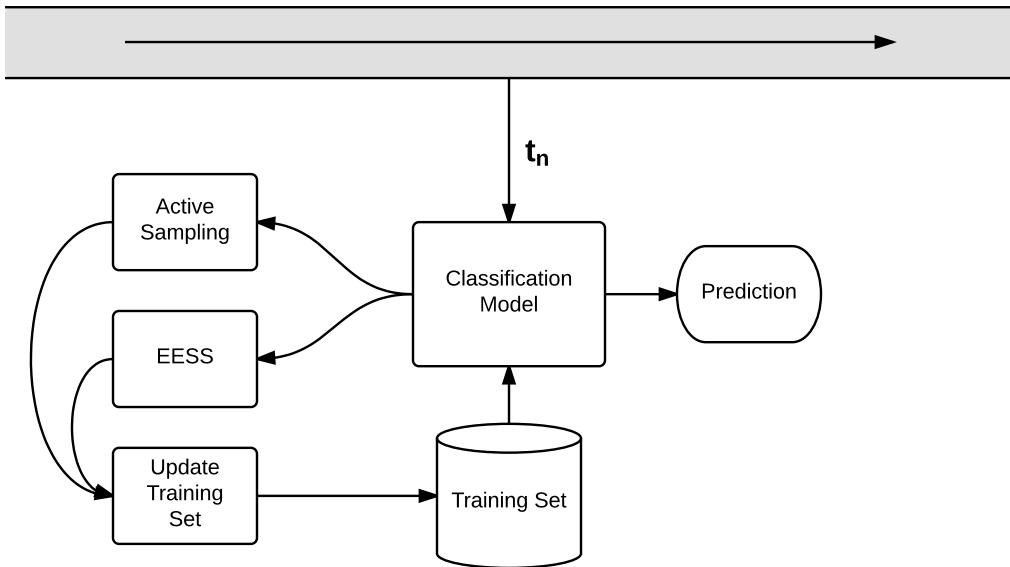 tn
Active
Sampling
Classification
Model
Prediction
EESS
Update
Training
Set
Training Set